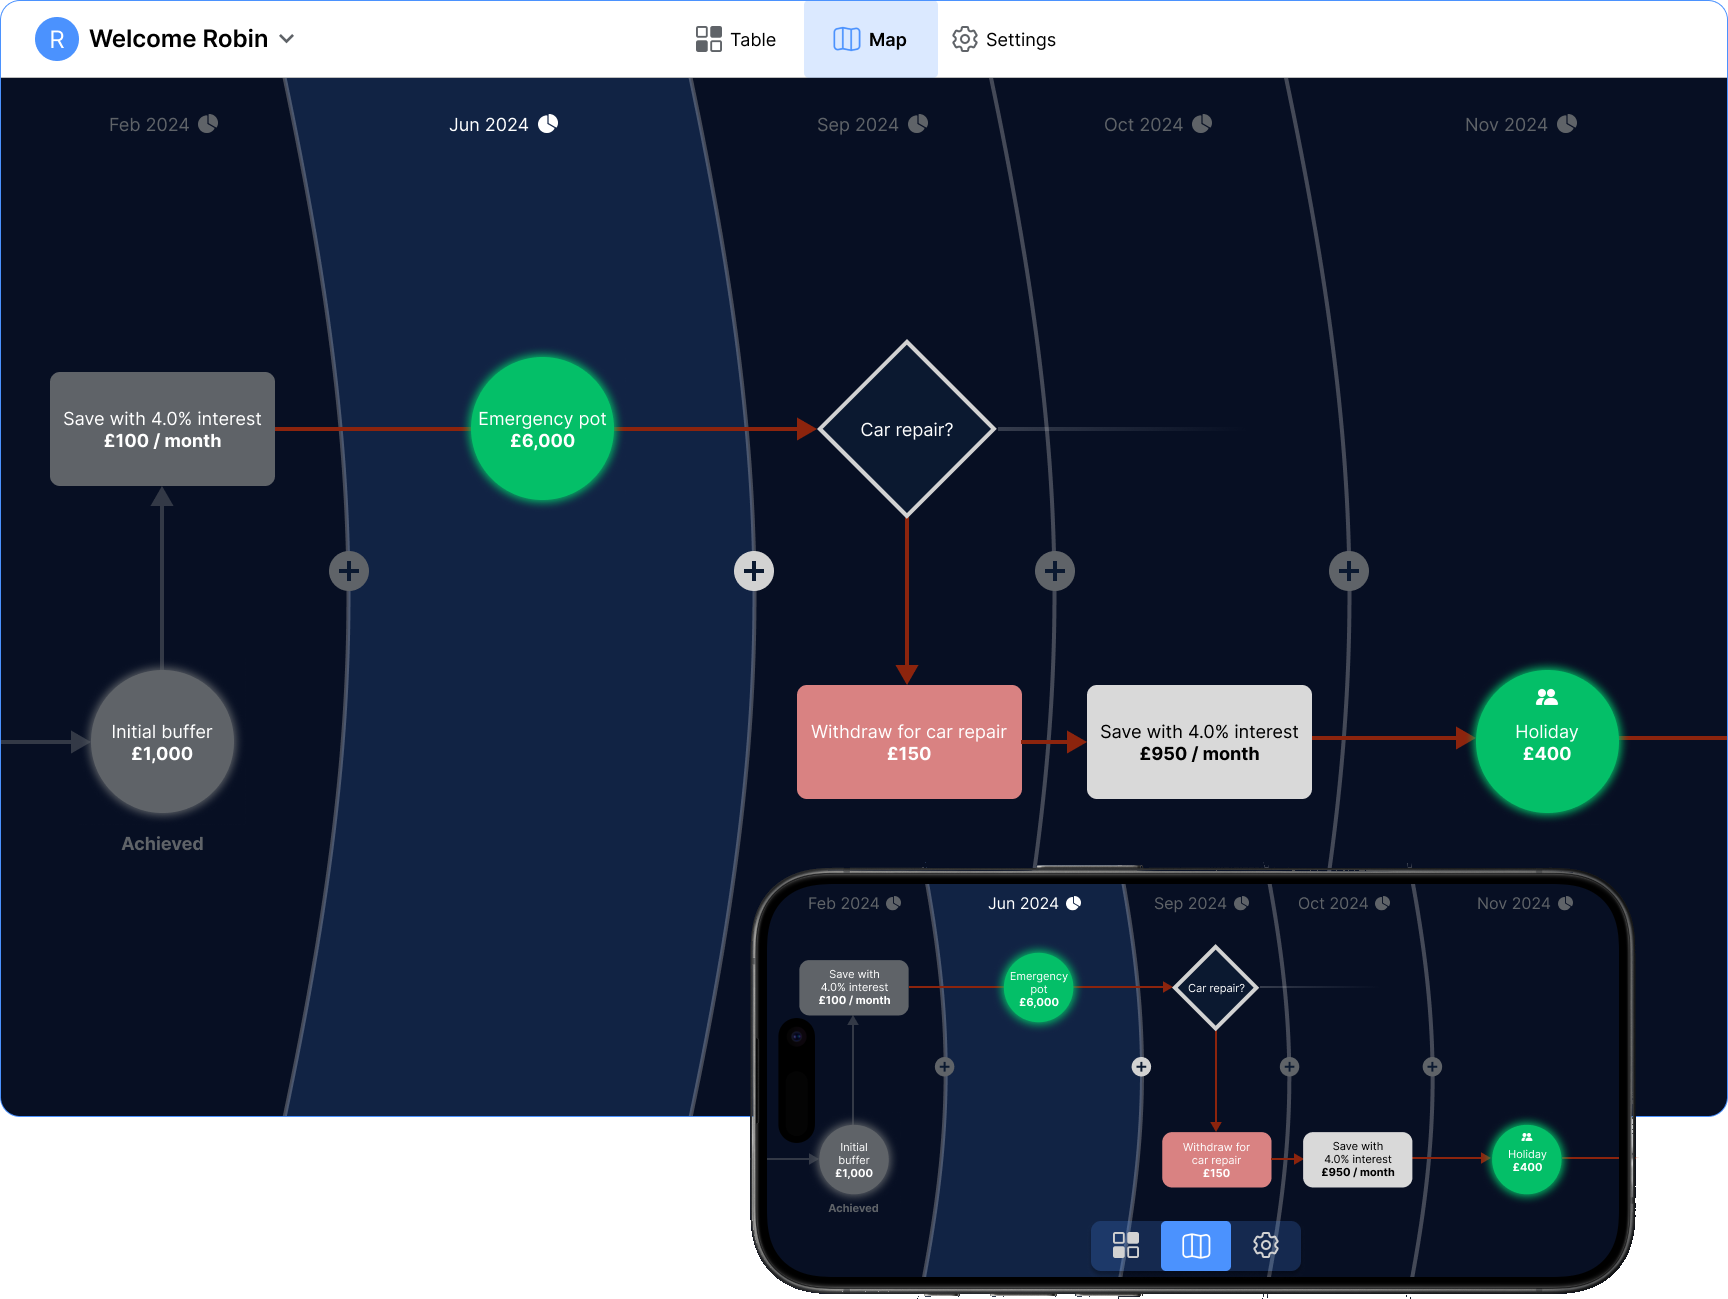 R Welcome Robin
Table
Map
Settings
Feb 2024
Jun 2024
Sep 2024
Oct 2024
Nov 2024
Save with 4.0% interest
£100 / month
Emergency pot
£6,000
Car repair?
Initial buffer
£1,000
Achieved
Withdraw for car repair
£150
Save with 4.0% interest
£950 / month
Holiday
£400
Feb 2024
Jun 2024
Sep 2024
Oct 2024
Nov 2024
Save with
4.0% interest
£100 / month
Emergency
pot
£6,000
Car repair?
Initial
buffer
£1,000
Achieved
Withdraw for
car repair
£150
Save with
4.0% interest
£950 / month
Holiday
£400